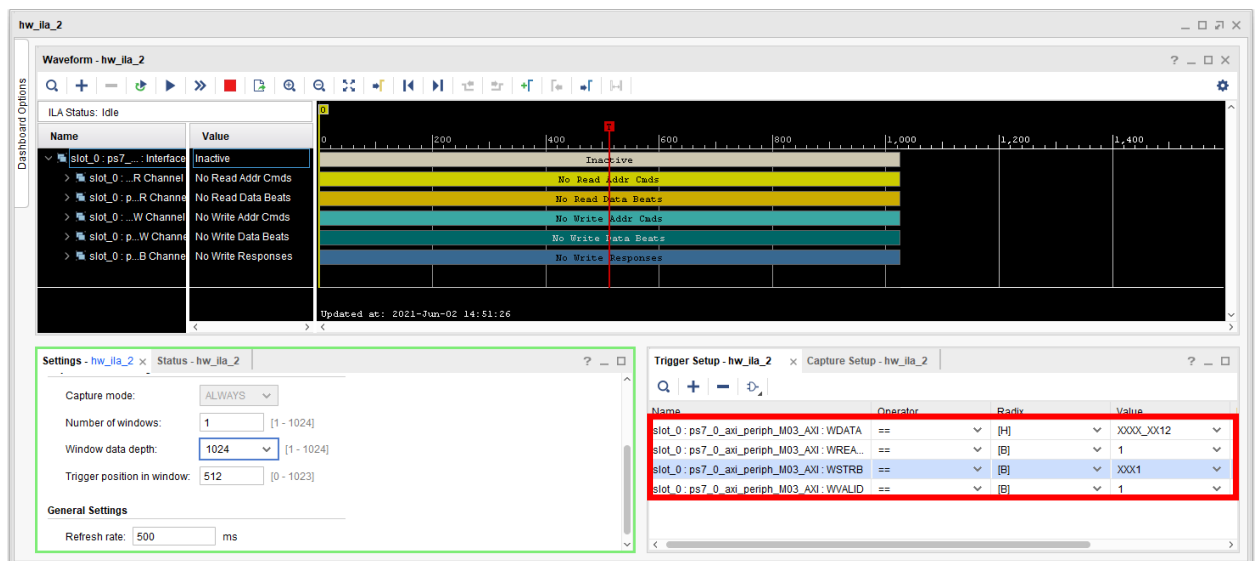 hw_ila_2
Dashboard Options
Waveform - hw_ila_2
ILA Status: Idle
Name Value
0
T
0 200 400 600 800 1,000 1,200 1,400
slot_0 : ps7_... : Interface Inactive Inactive
slot_0 : ...R Channel No Read Addr Cmds No Read Addr Cmds
slot_0 : p...R Channe No Read Data Beats No Read Data Beats
slot_0 : ...W Channel No Write Addr Cmds No Write Addr Cmds
slot_0 : p...W Channe No Write Data Beats No Write Data Beats
slot_0 : p...B Channe No Write Responses No Write Responses
Updated at: 2021-Jun-02 14:51:26
Settings - hw_ila_2 Status - hw_ila_2
Capture mode: ALWAYS
Number of windows: 1 [1 - 1024]
Window data depth: 1024 [1 - 1024]
Trigger position in window: 512 [0 - 1023]
General Settings
Refresh rate: 500 ms
Trigger Setup - hw_ila_2 Capture Setup - hw_ila_2
Name Operator Radix Value
slot_0 : ps7_0_axi_periph_M03_AXI : WDATA == [H] XXXX_XX12
slot_0 : ps7_0_axi_periph_M03_AXI : WREA... == [B] 1
slot_0 : ps7_0_axi_periph_M03_AXI : WSTRB == [B] XXX1
slot_0 : ps7_0_axi_periph_M03_AXI : WVALID == [B] 1